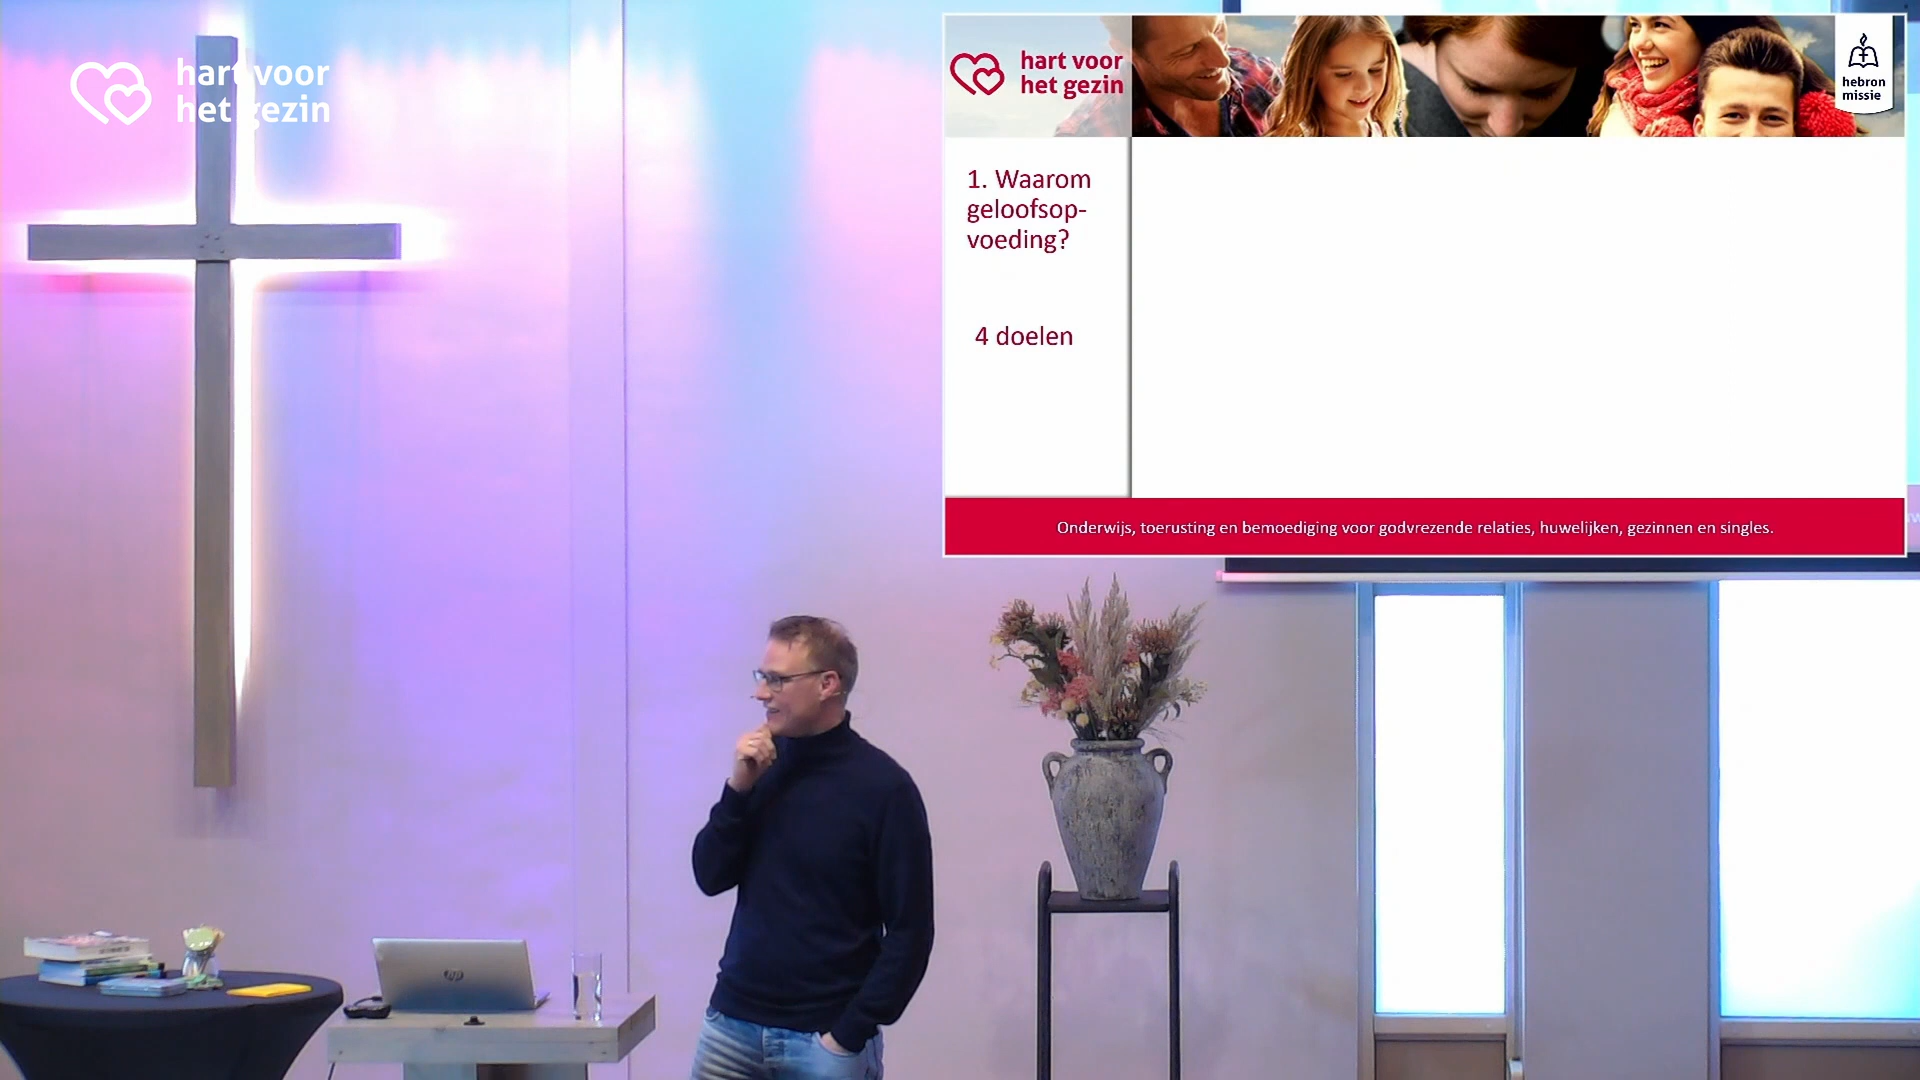 hart voor
het gezin
hart voor
het gezin
hebron
missie
1. Waarom
geloofsop-
voeding?
4 doelen
Onderwijs, toerusting en bemoediging voor godvrezende relaties, huwelijken, gezinnen en singles.
hp